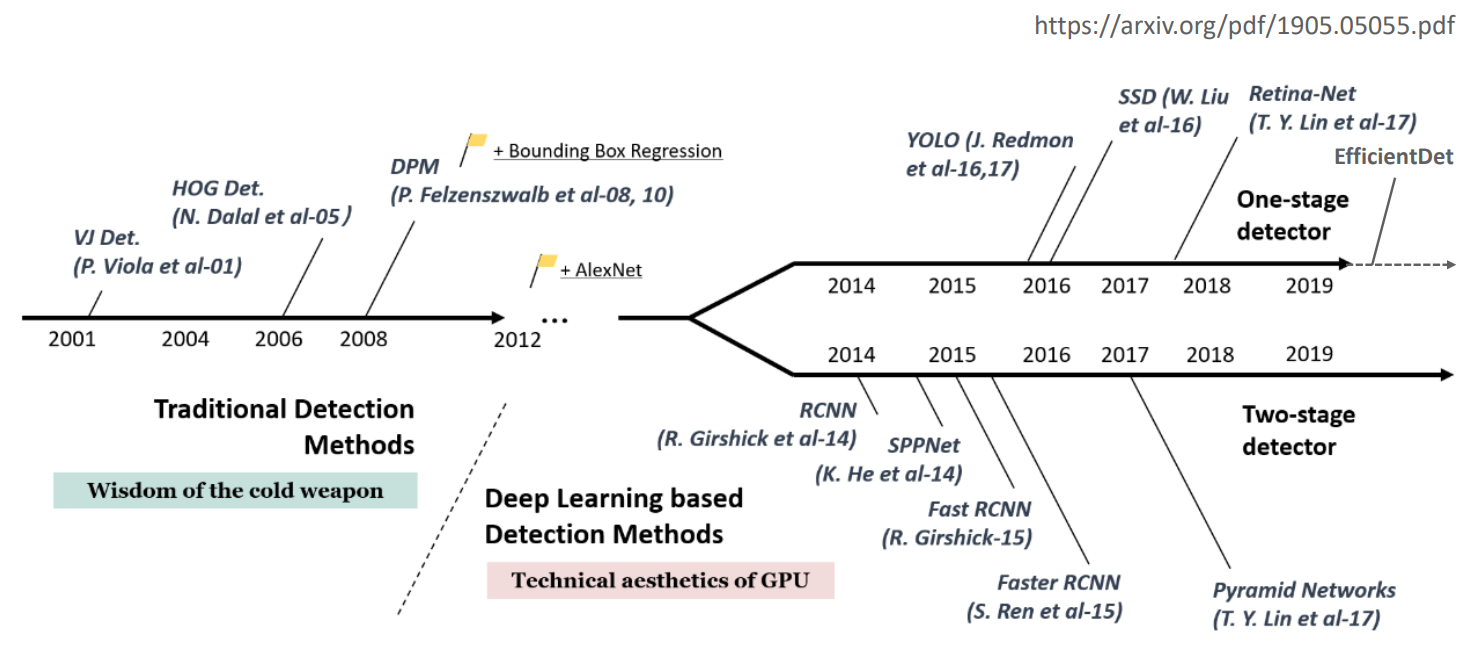 https://arxiv.org/pdf/1905.05055.pdf
VJ Det.
(P. Viola et al-01)
HOG Det.
(N. Dalal et al-05)
DPM
(P. Felzenszwalb et al-08, 10)
+ Bounding Box Regression
+ AlexNet
2001
2004
2006
2008
2012
...
YOLO (J. Redmon
et al-16,17)
SSD (W. Liu
et al-16)
Retina-Net
(T. Y. Lin et al-17)
EfficientDet
One-stage
detector
2014
2015
2016
2017
2018
2019
2014
2015
2016
2017
2018
2019
Two-stage
detector
RCNN
(R. Girshick et al-14)
SPPNet
(K. He et al-14)
Fast RCNN
(R. Girshick-15)
Faster RCNN
(S. Ren et al-15)
Pyramid Networks
(T. Y. Lin et al-17)
Traditional Detection
Methods
Wisdom of the cold weapon
Deep Learning based
Detection Methods
Technical aesthetics of GPU